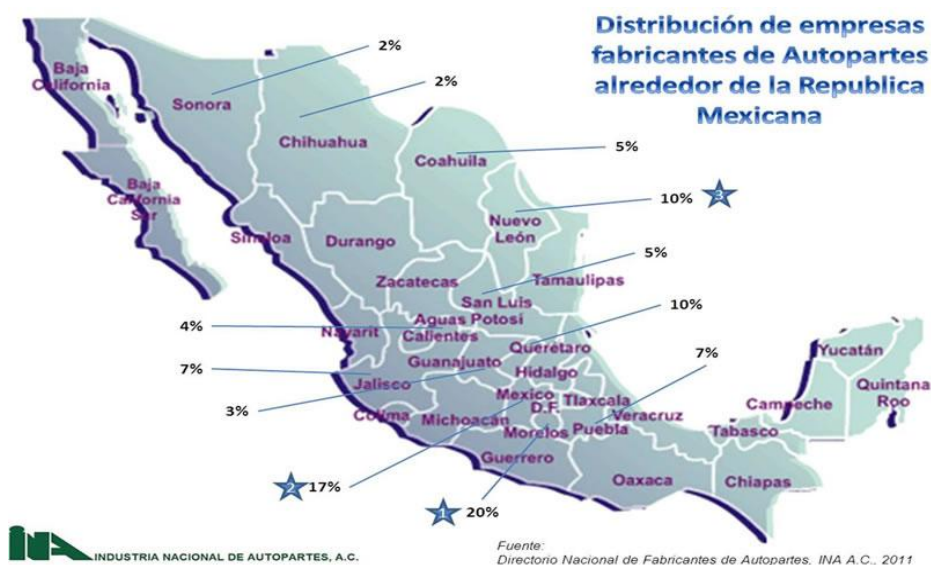 Distribución de empresas
fabricantes de Autopartes
alrededor de la Republica
Mexicana
2%
2%
5%
10% 3
5%
10%
7%
4%
7%
3%
2 17%
1 20%
Baja
California
Sonora
Chihuahua
Coahuila
Baja
California
Sur
Sinaloa
Durango
Nuevo
León
Zacatecas
Tamaulipas
San Luis
Potosí
Aguas
Calientes
Nayarit
Guanajuato
Querétaro
Hidalgo
Jalisco
Mexico
D.F.
Tlaxcala
Colima
Michoacán
Morelos
Puebla
Veracruz
Guerrero
Oaxaca
Tabasco
Chiapas
Campeche
Yucatán
Quintana
Roo
INA INDUSTRIA NACIONAL DE AUTOPARTES, A.C.
Fuente:
Directorio Nacional de Fabricantes de Autopartes, INA A.C., 2011